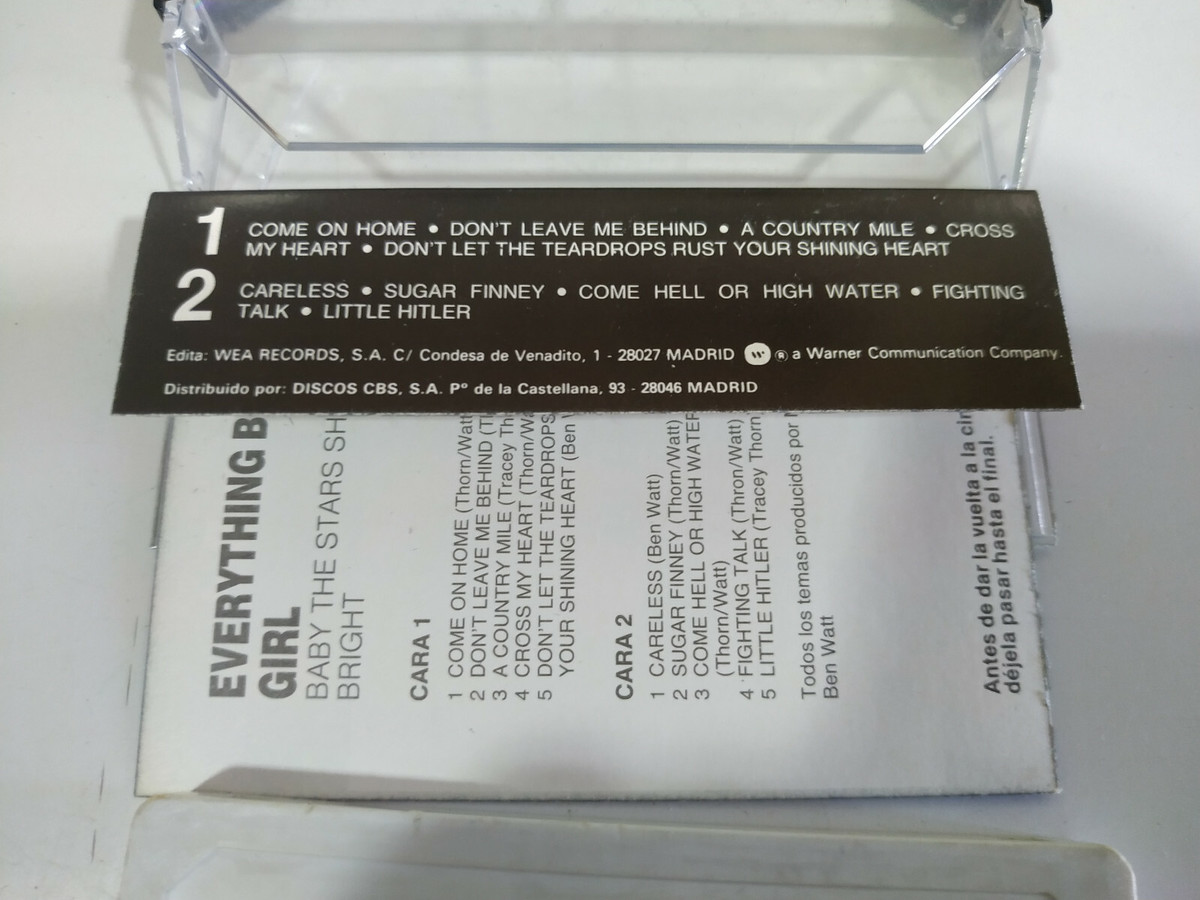 1 COME ON HOME • DON'T LEAVE ME BEHIND • A COUNTRY MILE • CROSS
MY HEART • DON'T LET THE TEARDROPS RUST YOUR SHINING HEART
2 CARELESS • SUGAR FINNEY • COME HELL OR HIGH WATER • FIGHTING
TALK • LITTLE HITLER
Edita: WEA RECORDS, S.A. C/ Condesa de Venadito, 1 - 28027 MADRID W ® a Warner Communication Company.
Distribuido por: DISCOS CBS, S.A. Pº de la Castellana, 93 - 28046 MADRID
EVERYTHING
GIRL
BABY THE STARS
BRIGHT
CARA 1
1 COME ON HOME (Thorn/Watt
2 DON'T LEAVE ME BEHIND
3 A COUNTRY MILE (Tracey
4 CROSS MY HEART
5 DON'T LET THE TEARDROPS
YOUR SHINING HEART (Ben
CARA 2
1 CARELESS (Ben Watt)
2 SUGAR FINNEY (Thorn/Watt)
3 COME HELL OR HIGH WATER
(Thorn/Watt)
4 FIGHTING TALK (Thron/Watt)
5 LITTLE HITLER (Tracey Thorn
Todos los temas producidos por
Ben Watt
Antes de dar la vuelta a la
déjela pasar hasta el final.